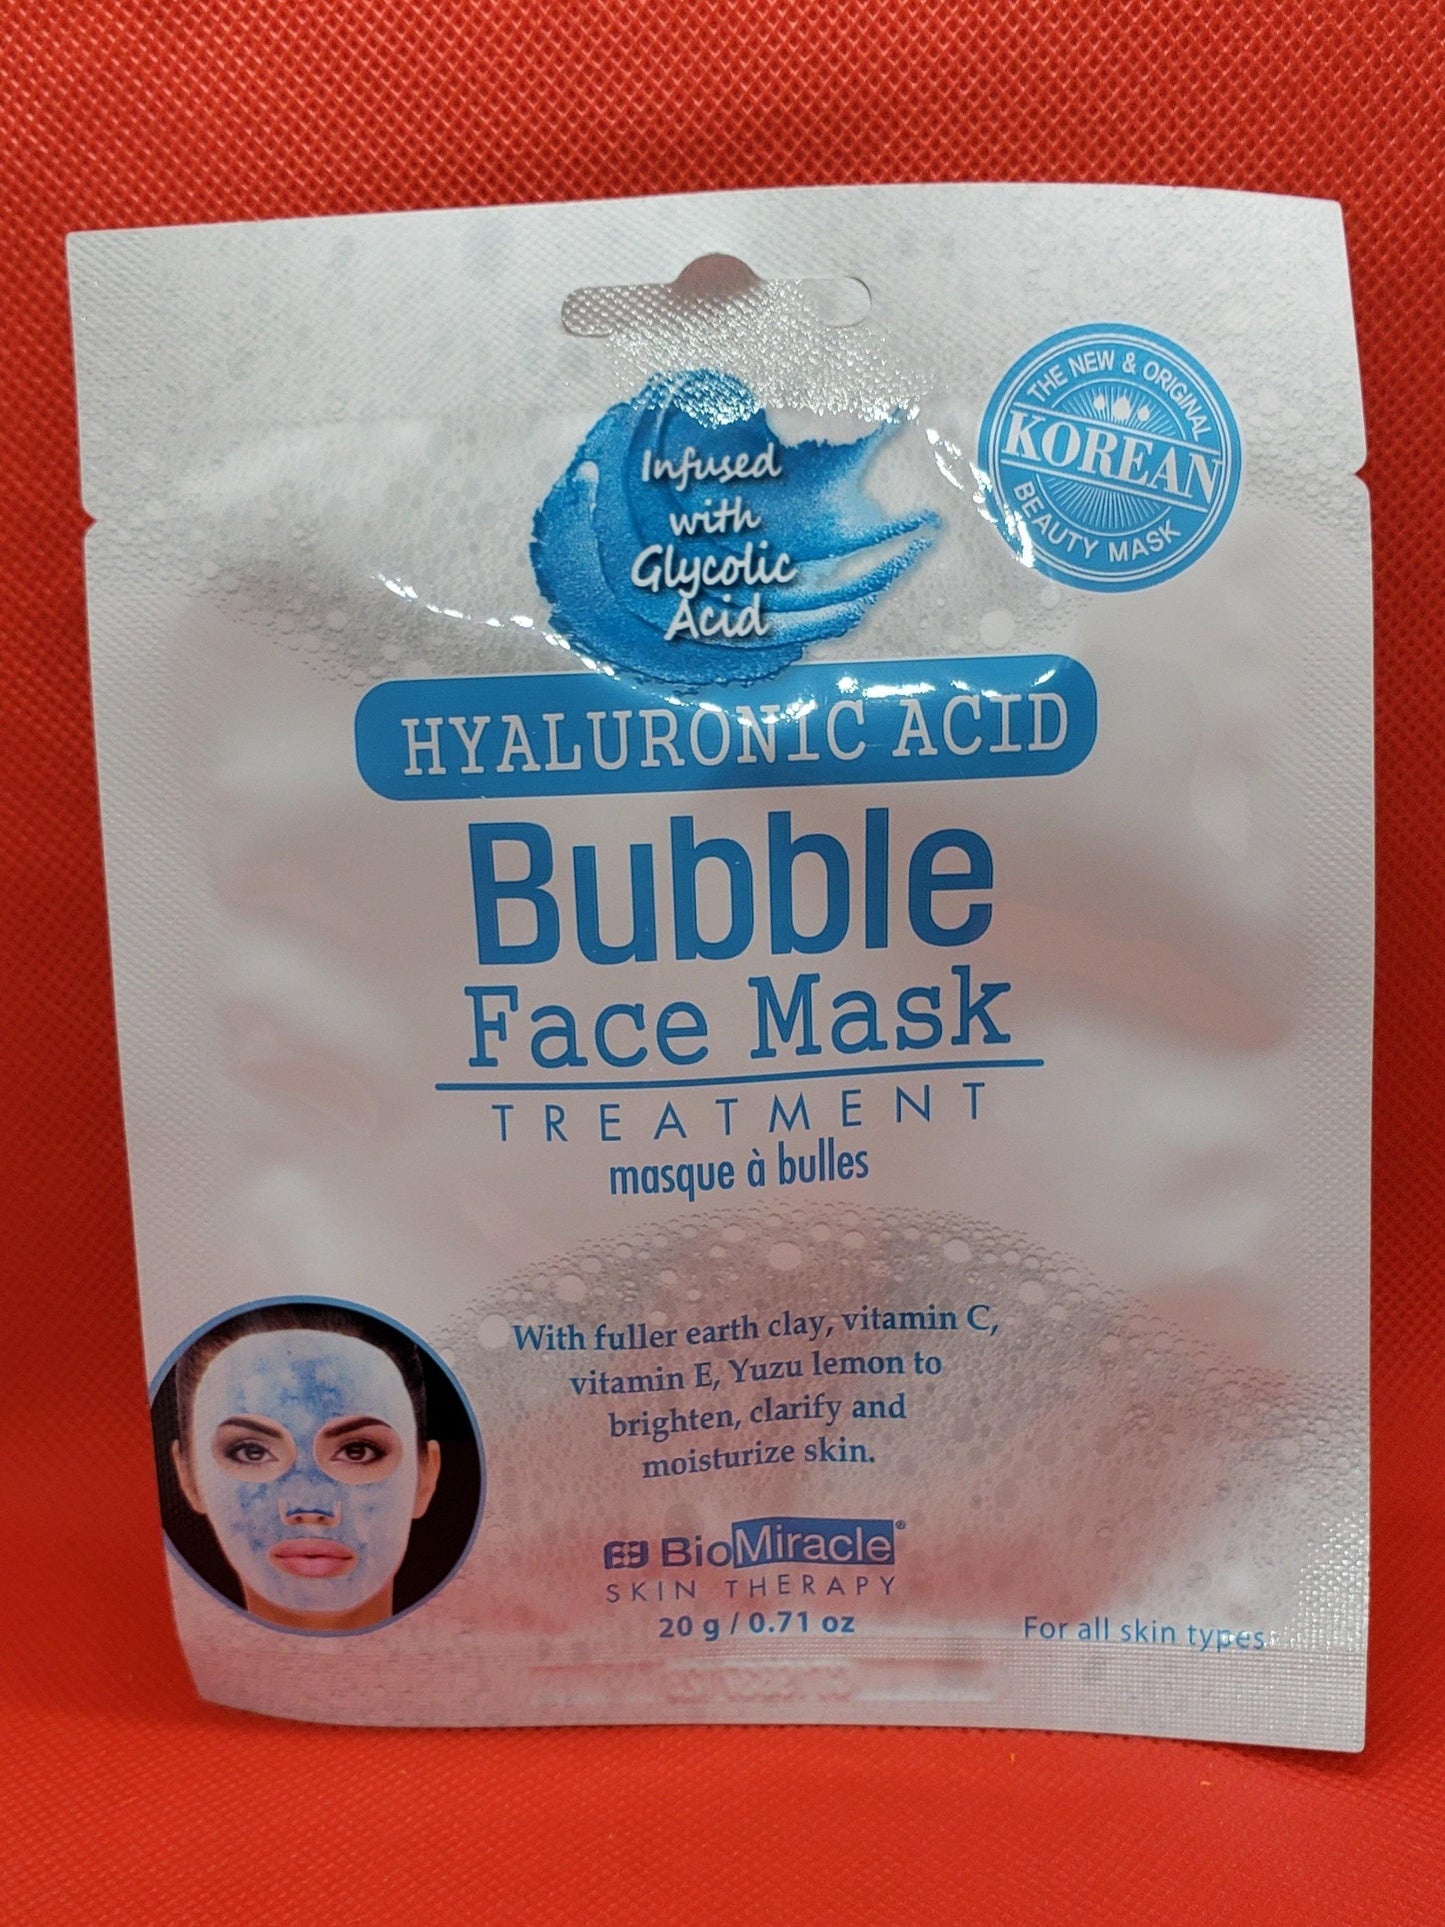 THE NEW & ORIGINAL
KOREAN
BEAUTY MASK
Infused
with
Glycolic
Acid
HYALURONIC ACID
Bubble
Face Mask
TREATMENT
masque à bulles
With fuller earth clay, vitamin C,
vitamin E, Yuzu lemon to
brighten, clarify and
moisturize skin.
BioMiracle®
SKIN THERAPY
20 g / 0.71 oz
For all skin types